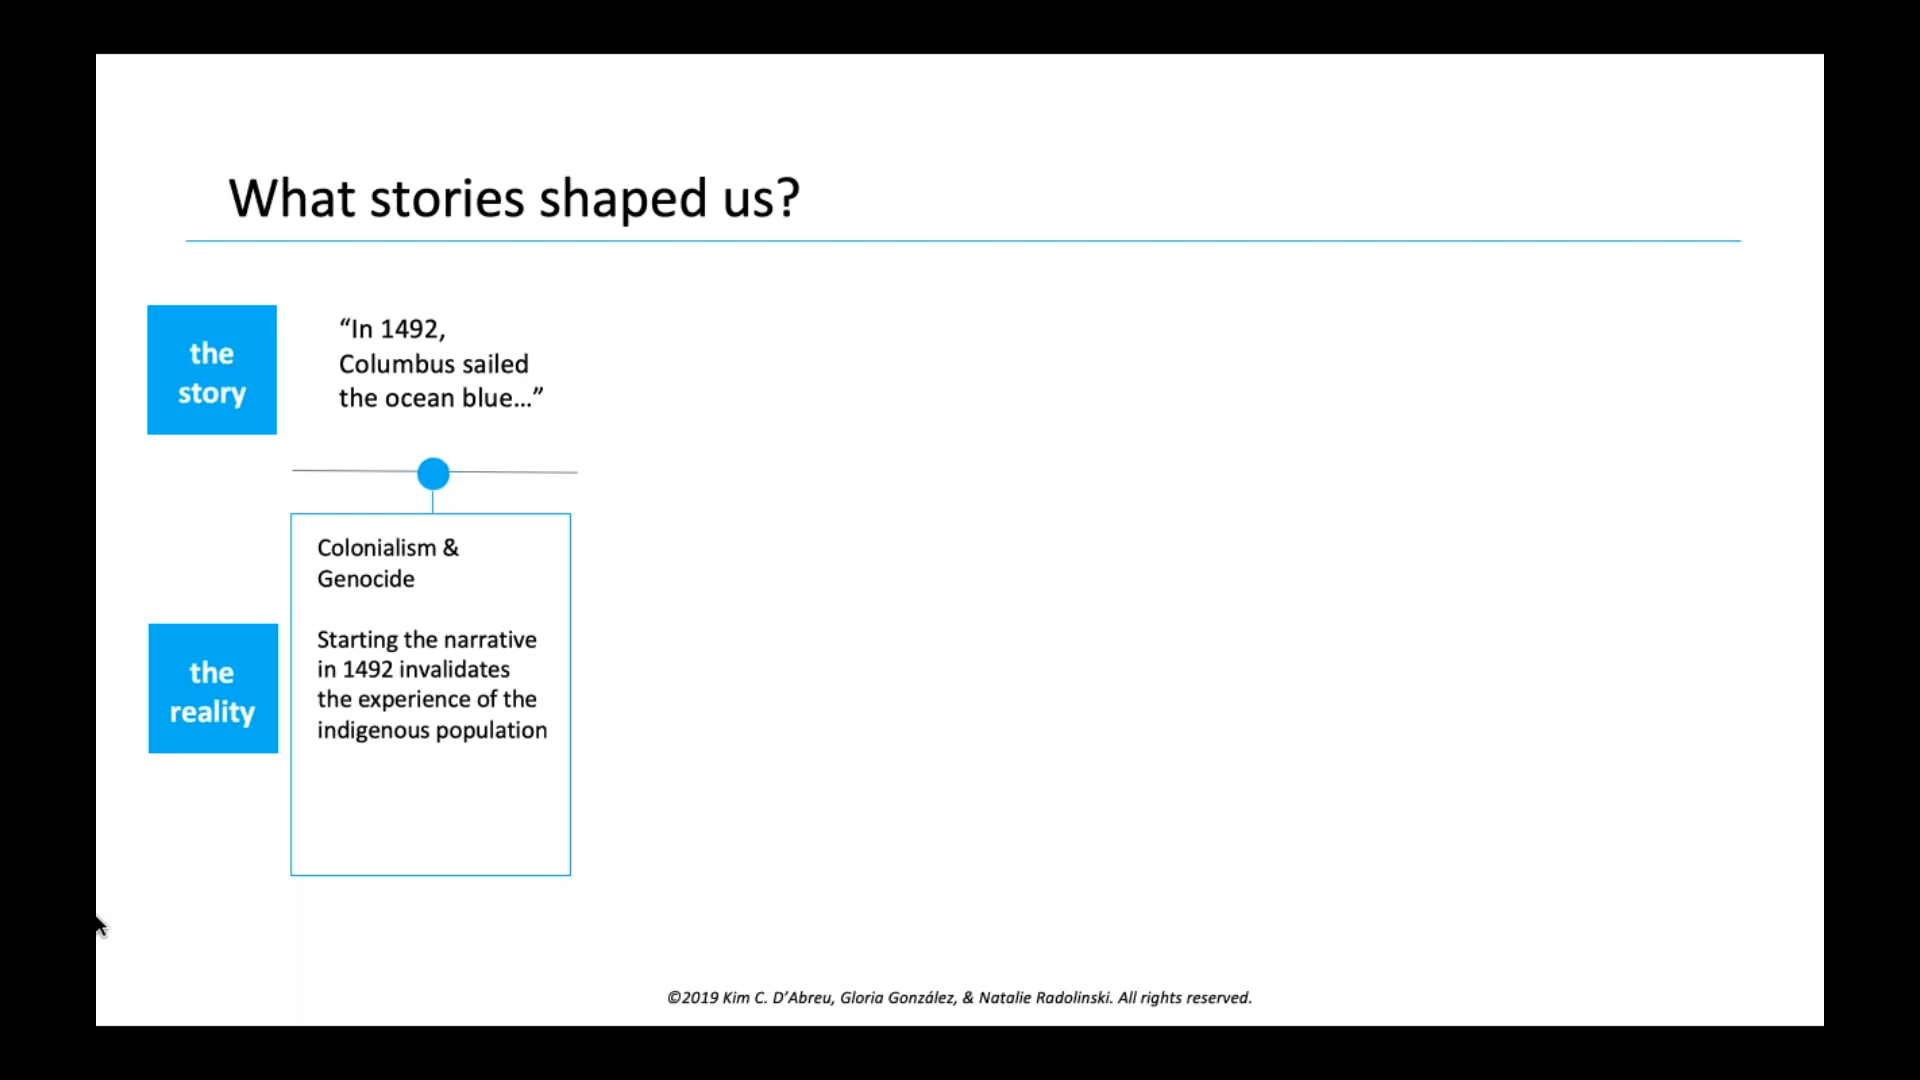 What stories shaped us?
the
story
“In 1492,
Columbus sailed
the ocean blue...”
Colonialism &
Genocide
Starting the narrative
in 1492 invalidates
the experience of the
indigenous population
the
reality
©2019 Kim C. D’Abreu, Gloria González, & Natalie Radolinski. All rights reserved.